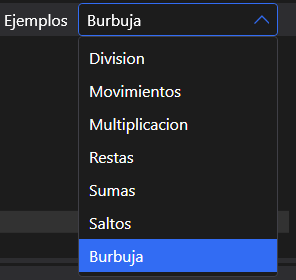 Ejemplos Burbuja
Division
Movimientos
Multiplicacion
Restas
Sumas
Saltos
Burbuja